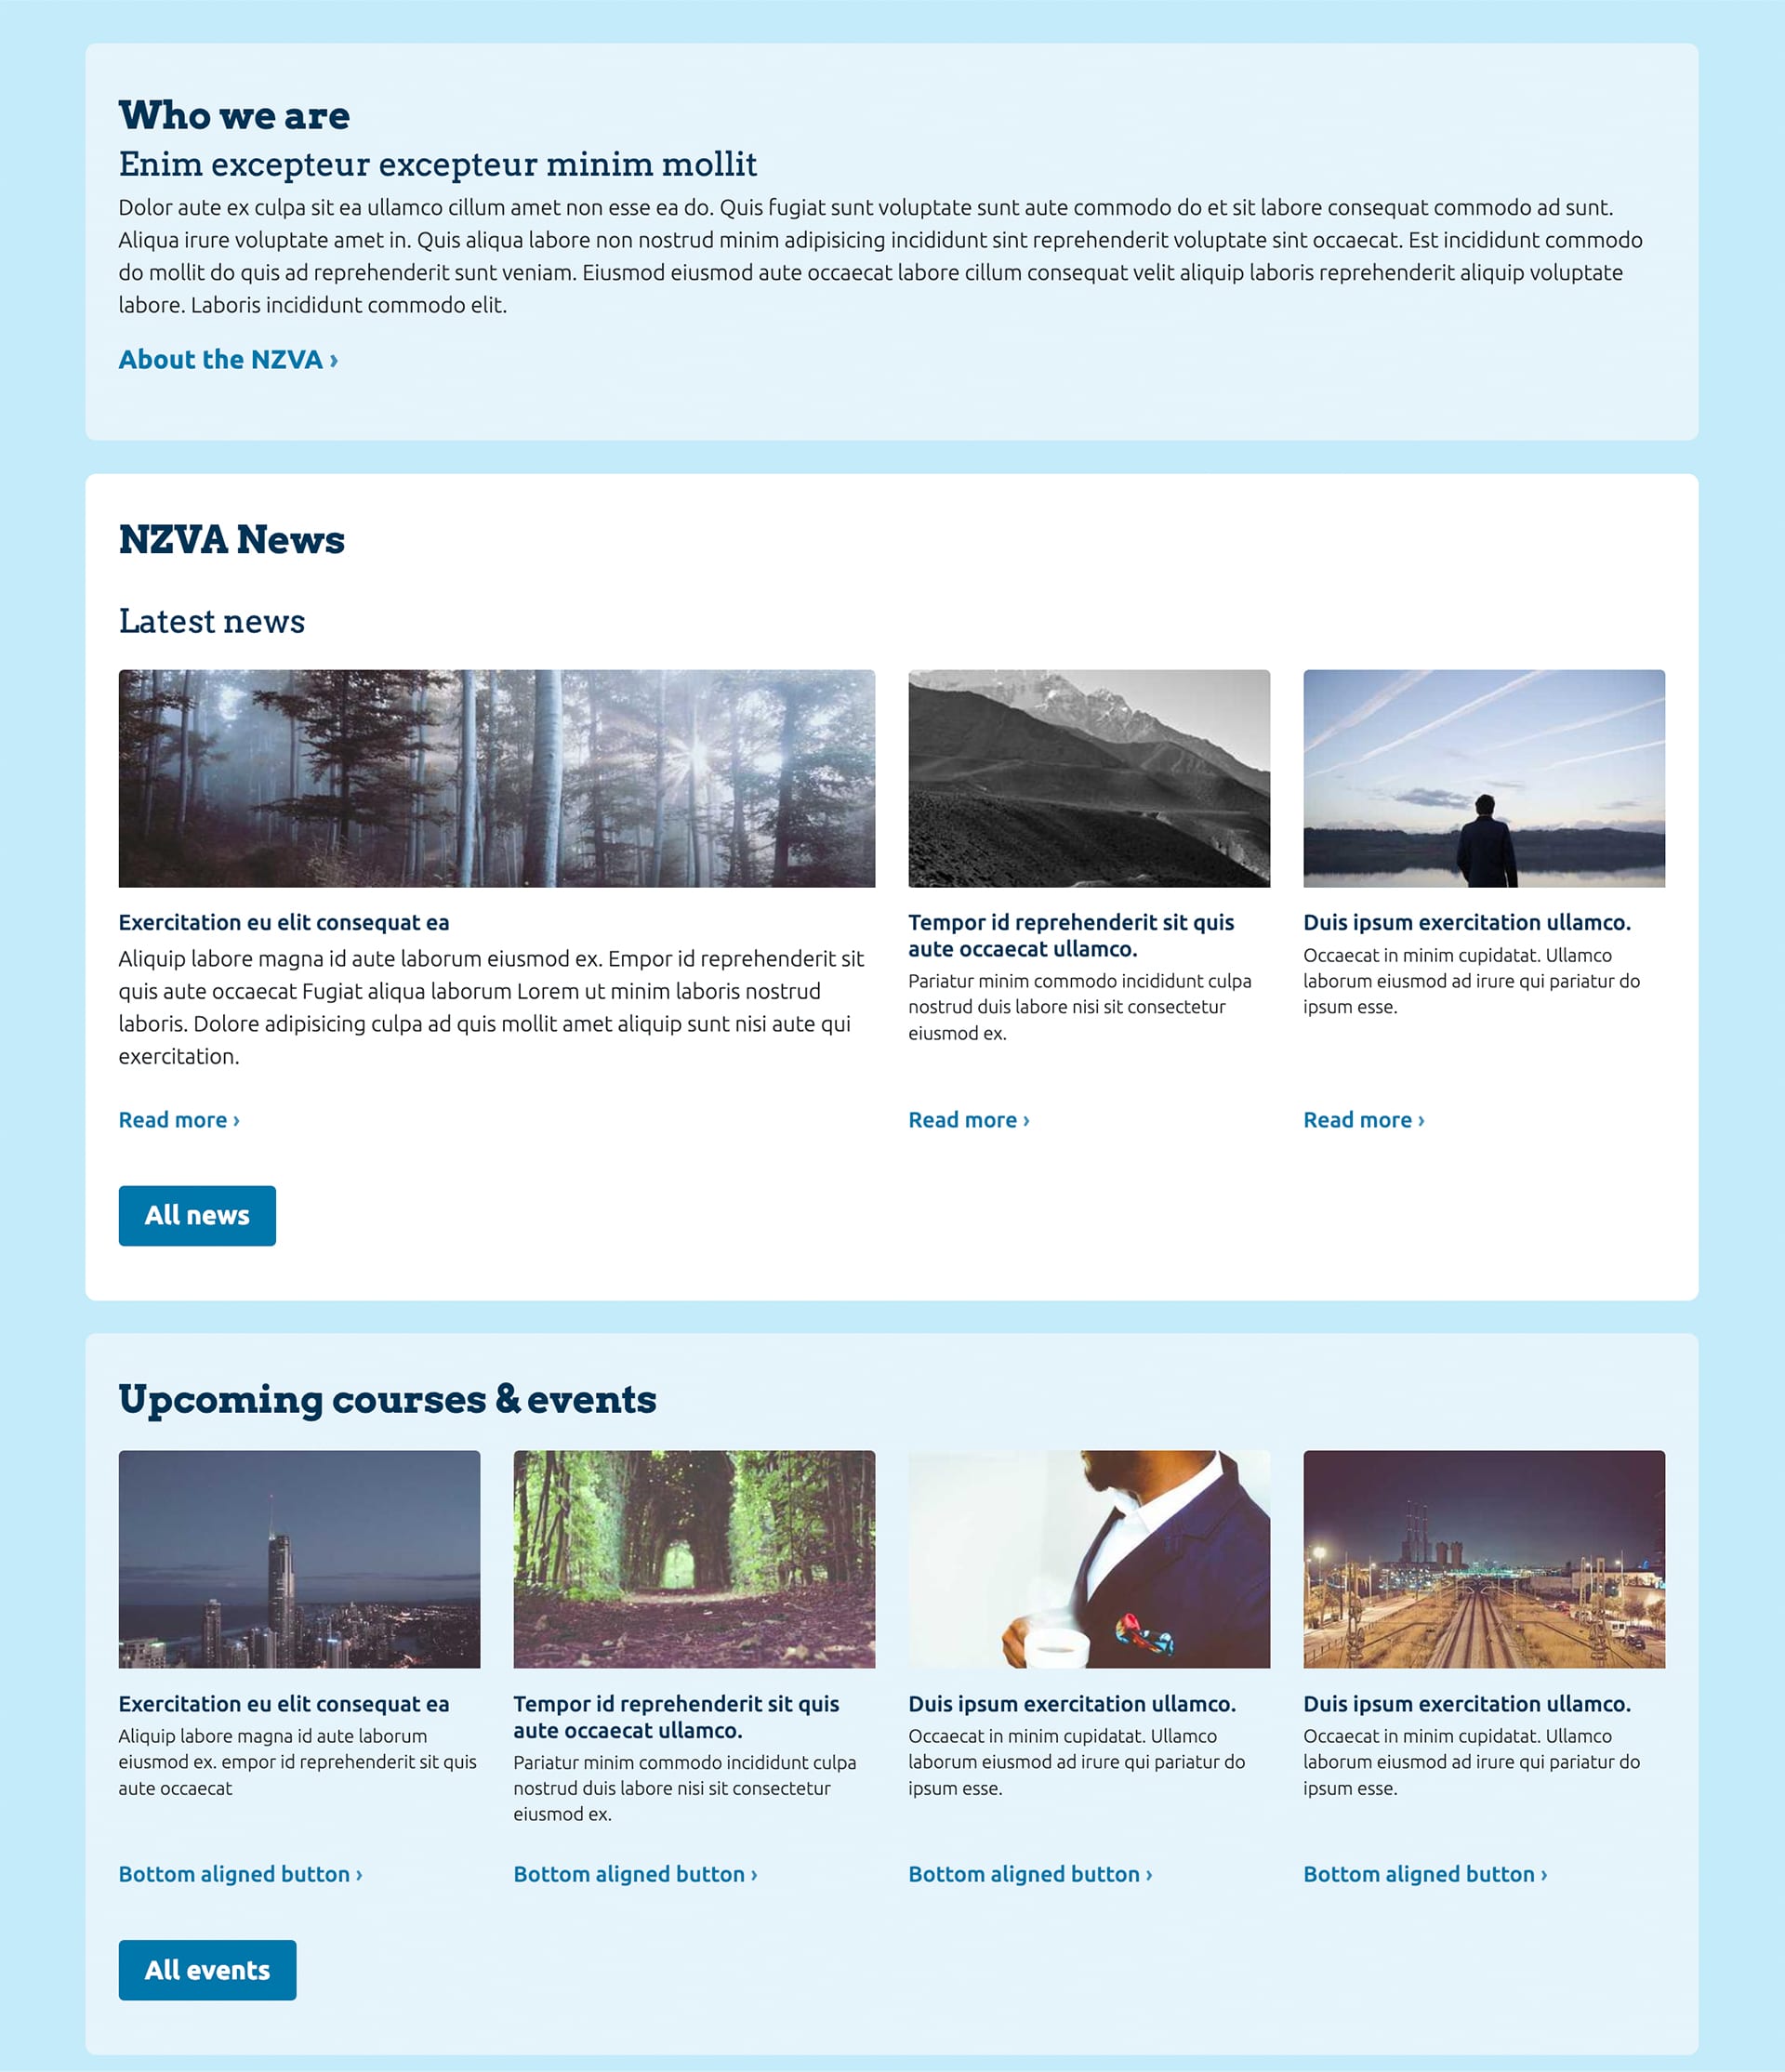 Who we are
Enim excepteur excepteur minim mollit
Dolor aute ex culpa sit ea ullamco cillum amet non esse ea do. Quis fugiat sunt voluptate sunt aute commodo do et sit labore consequat commodo ad sunt.
Aliqua irure voluptate amet in. Quis aliqua labore non nostrud minim adipisicing incididunt sint reprehenderit voluptate sint occaecat. Est incididunt commodo
do mollit do quis ad reprehenderit sunt veniam. Eiusmod eiusmod aute occaecat labore cillum consequat velit aliquip laboris reprehenderit aliquip voluptate
labore. Laboris incididunt commodo elit.
About the NZVA ›
NZVA News
Latest news
Exercitation eu elit consequat ea
Aliquip labore magna id aute laborum eiusmod ex. Empor id reprehenderit sit
quis aute occaecat Fugiat aliqua laborum Lorem ut minim laboris nostrud
laboris. Dolore adipisicing culpa ad quis mollit amet aliquip sunt nisi aute qui
exercitation.
Read more ›
Tempor id reprehenderit sit quis
aute occaecat ullamco.
Pariatur minim commodo incididunt culpa
nostrud duis labore nisi sit consectetur
eiusmod ex.
Read more ›
Duis ipsum exercitation ullamco.
Occaecat in minim cupidatat. Ullamco
laborum eiusmod ad irure qui pariatur do
ipsum esse.
Read more ›
All news
Upcoming courses & events
Exercitation eu elit consequat ea
Aliquip labore magna id aute laborum
eiusmod ex. empor id reprehenderit sit quis
aute occaecat
Bottom aligned button ›
Tempor id reprehenderit sit quis
aute occaecat ullamco.
Pariatur minim commodo incididunt culpa
nostrud duis labore nisi sit consectetur
eiusmod ex.
Bottom aligned button ›
Duis ipsum exercitation ullamco.
Occaecat in minim cupidatat. Ullamco
laborum eiusmod ad irure qui pariatur do
ipsum esse.
Bottom aligned button ›
Duis ipsum exercitation ullamco.
Occaecat in minim cupidatat. Ullamco
laborum eiusmod ad irure qui pariatur do
ipsum esse.
Bottom aligned button ›
All events